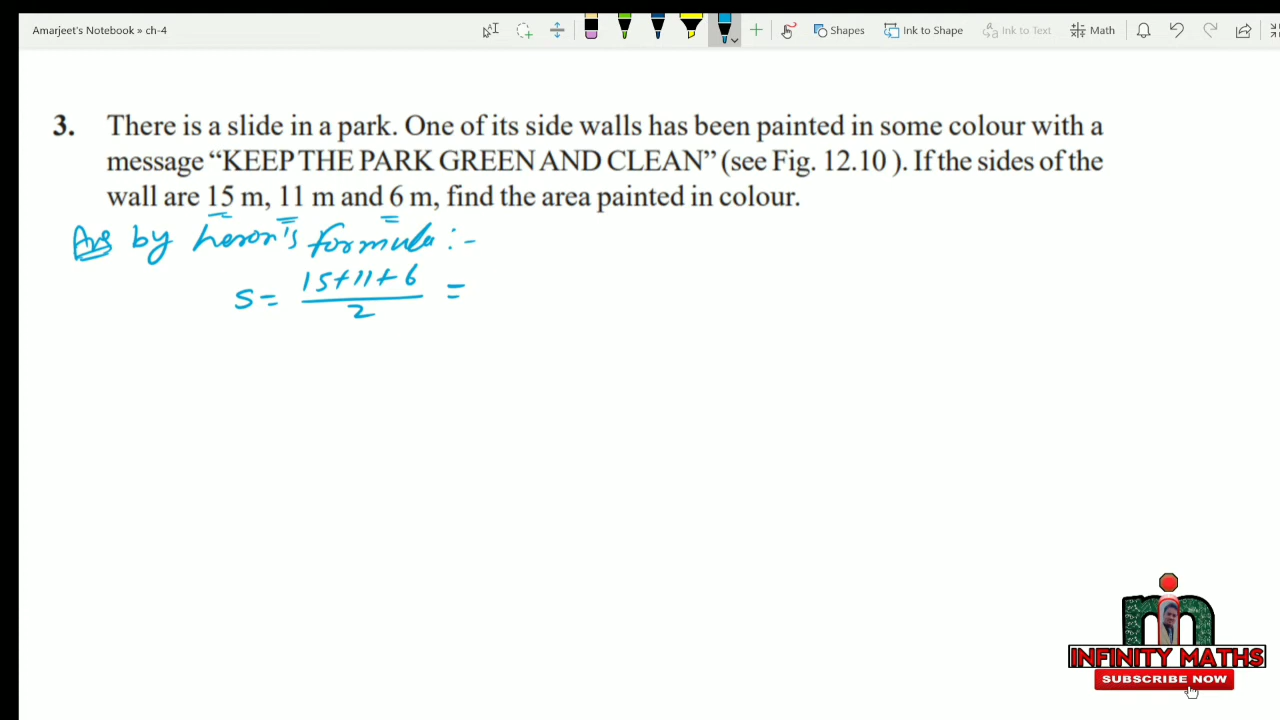 Amarjeet's Notebook » ch-4
Shapes
Ink to Shape
Ink to Text
Math
3. There is a slide in a park. One of its side walls has been painted in some colour with a
message “KEEP THE PARK GREEN AND CLEAN” (see Fig. 12.10 ). If the sides of the
wall are 15 m, 11 m and 6 m, find the area painted in colour.
Ans by heron's formula :-
s = 15+11+6 / 2 =
INFINITY MATHS
SUBSCRIBE NOW